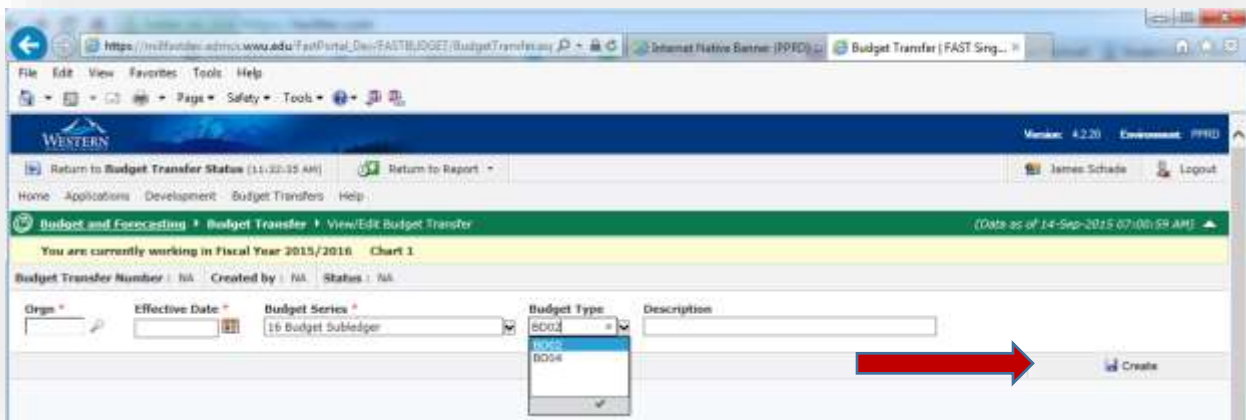 Budget Transfer | FAST Sing...
File Edit View Favorites Tools Help
Page Safety Tools
WESTERN
Version: 4.2.20 Environment: PPRD
Return to Budget Transfer Status (11:32:35 AM) Return to Report
James Schade Logout
Home Applications Development Budget Transfers Help
Budget and Forecasting Budget Transfer View/Edit Budget Transfer (Data as of 14-Sep-2015 07:00:59 AM)
You are currently working in Fiscal Year 2015/2016 Chart 1
Budget Transfer Number : NA Created by : NA Status : NA
Orgn * Effective Date * Budget Series * Budget Type Description
16 Budget Subledger BD02
BD02
BD04
Create